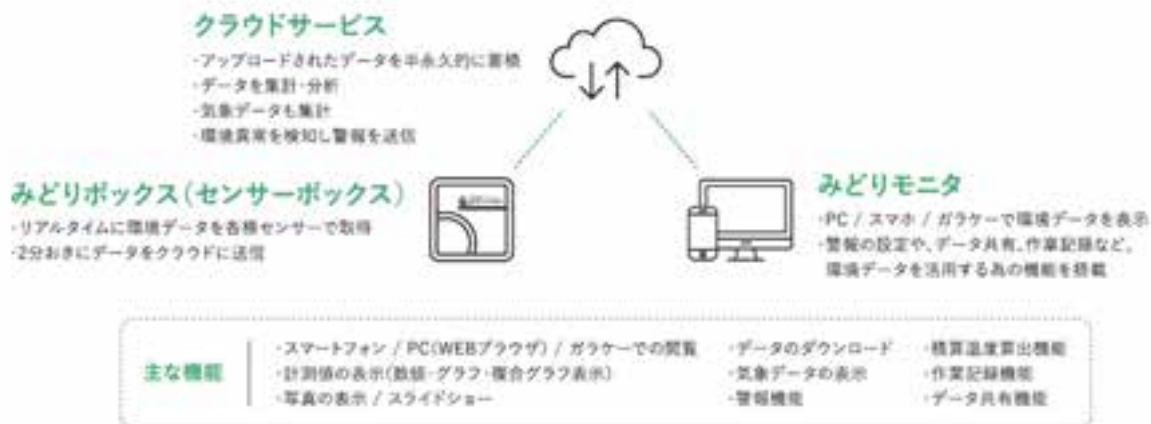 クラウドサービス
・アップロードされたデータを半永久的に蓄積
・データを集計・分析
・気象データも集計
・環境異常を検知し警報を送信
みどりボックス(センサーボックス)
・リアルタイムに環境データを各種センサーで取得
・2分おきにデータをクラウドに送信
みどりモニタ
・PC / スマホ / ガラケーで環境データを表示
・警報の設定や、データ共有、作業記録など、
環境データを活用する為の機能を搭載
主な機能
・スマートフォン / PC(WEBブラウザ) / ガラケーでの閲覧
・計測値の表示(数値・グラフ・複合グラフ表示)
・写真の表示 / スライドショー
・データのダウンロード
・気象データの表示
・警報機能
・積算温度算出機能
・作業記録機能
・データ共有機能